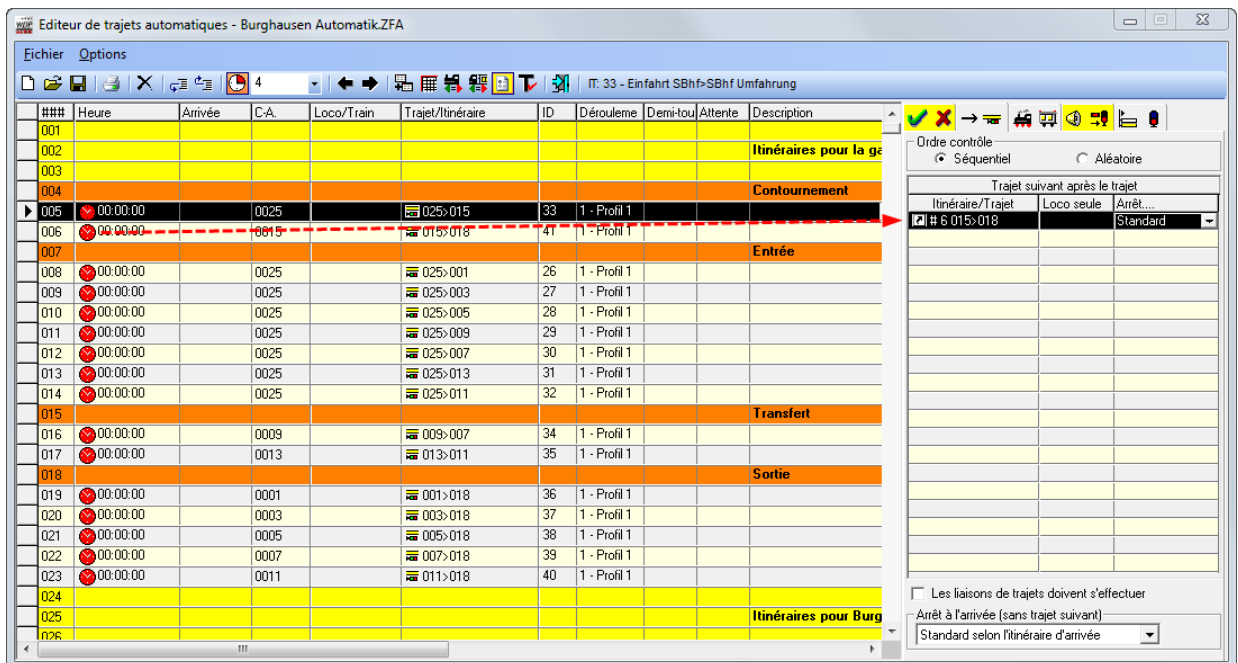 Editeur de trajets automatiques - Burghausen Automatik.ZFA
Fichier Options
4 IT: 33 - Einfahrt SBhf>SBhf Umfahrung
### Heure Arrivée C-A. Loco/Train Trajet/Itinéraire ID Dérouleme Demi-tou Attente Description
001
002 Itinéraires pour la ga
003
004 Contournement
005 00:00:00 0025 025>015 33 1 - Profil 1
006 00:00:00 0015 015>018 41 1 - Profil 1
007 Entrée
008 00:00:00 0025 025>001 26 1 - Profil 1
009 00:00:00 0025 025>003 27 1 - Profil 1
010 00:00:00 0025 025>005 28 1 - Profil 1
011 00:00:00 0025 025>009 29 1 - Profil 1
012 00:00:00 0025 025>007 30 1 - Profil 1
013 00:00:00 0025 025>013 31 1 - Profil 1
014 00:00:00 0025 025>011 32 1 - Profil 1
015 Transfert
016 00:00:00 0009 009>007 34 1 - Profil 1
017 00:00:00 0013 013>011 35 1 - Profil 1
018 Sortie
019 00:00:00 0001 001>018 36 1 - Profil 1
020 00:00:00 0003 003>018 37 1 - Profil 1
021 00:00:00 0005 005>018 38 1 - Profil 1
022 00:00:00 0007 007>018 39 1 - Profil 1
023 00:00:00 0011 011>018 40 1 - Profil 1
024
025 Itinéraires pour Burg
026
Ordre contrôle
Séquentiel Aléatoire
Trajet suivant après le trajet
Itinéraire/Trajet Loco seule Arrêt....
# 6 015>018 Standard
Les liaisons de trajets doivent s'effectuer
Arrêt à l'arrivée (sans trajet suivant)
Standard selon l'itinéraire d'arrivée